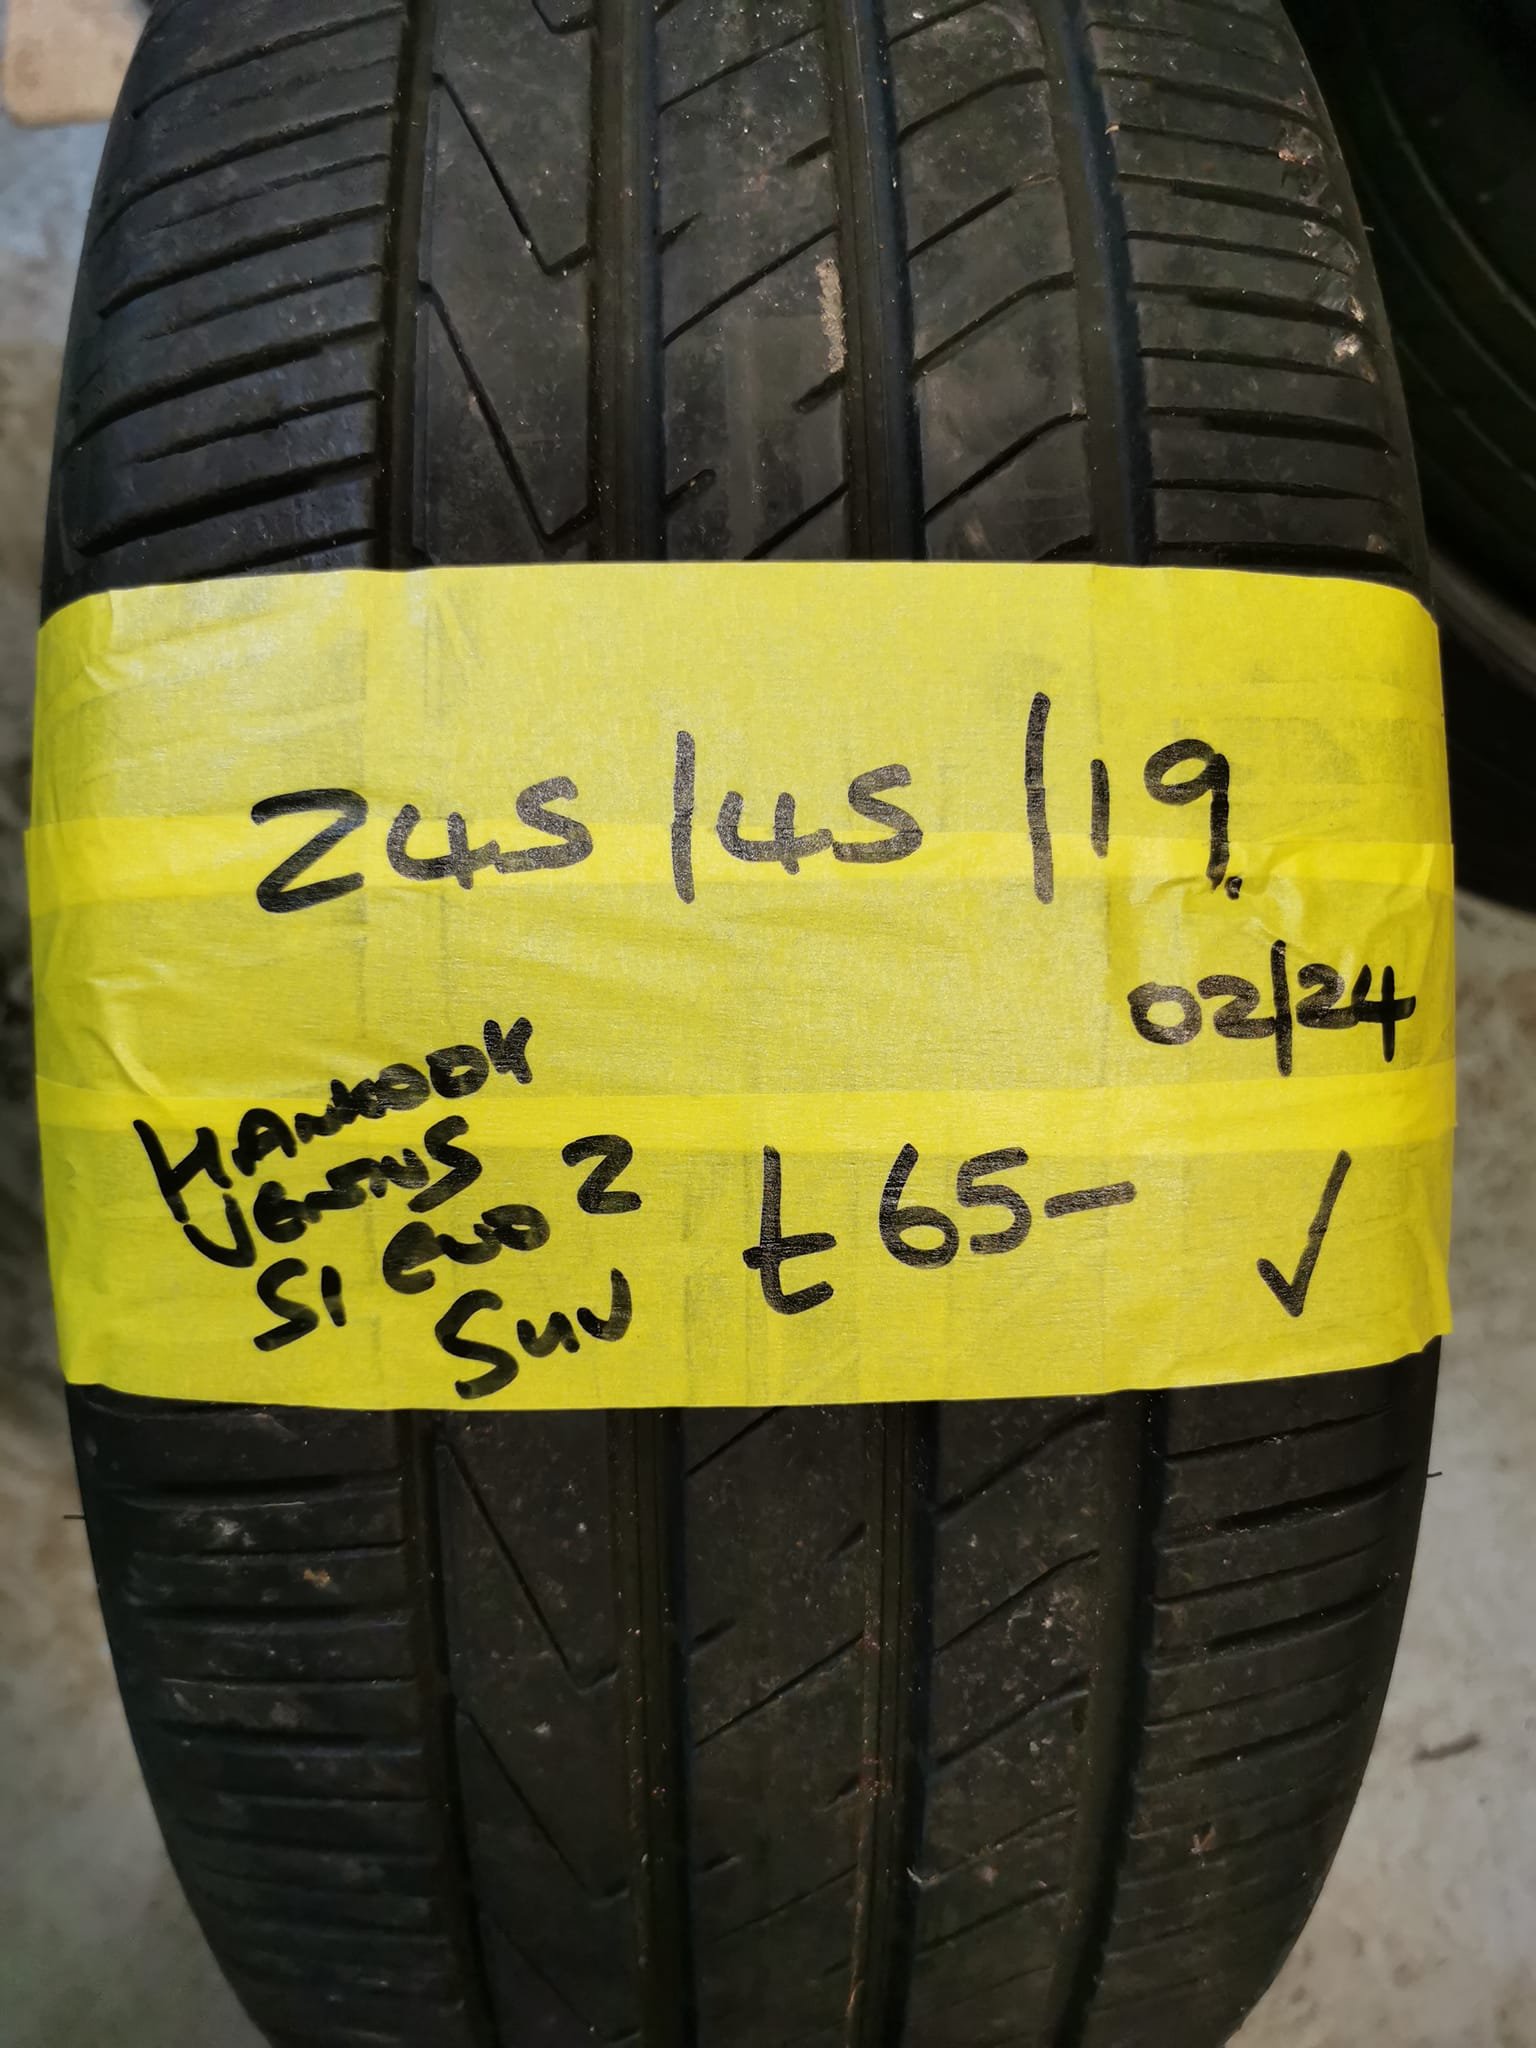 245/45/19.
02/24
HANKOOK
VENTUS
S1 evo 2
SUV
£65-